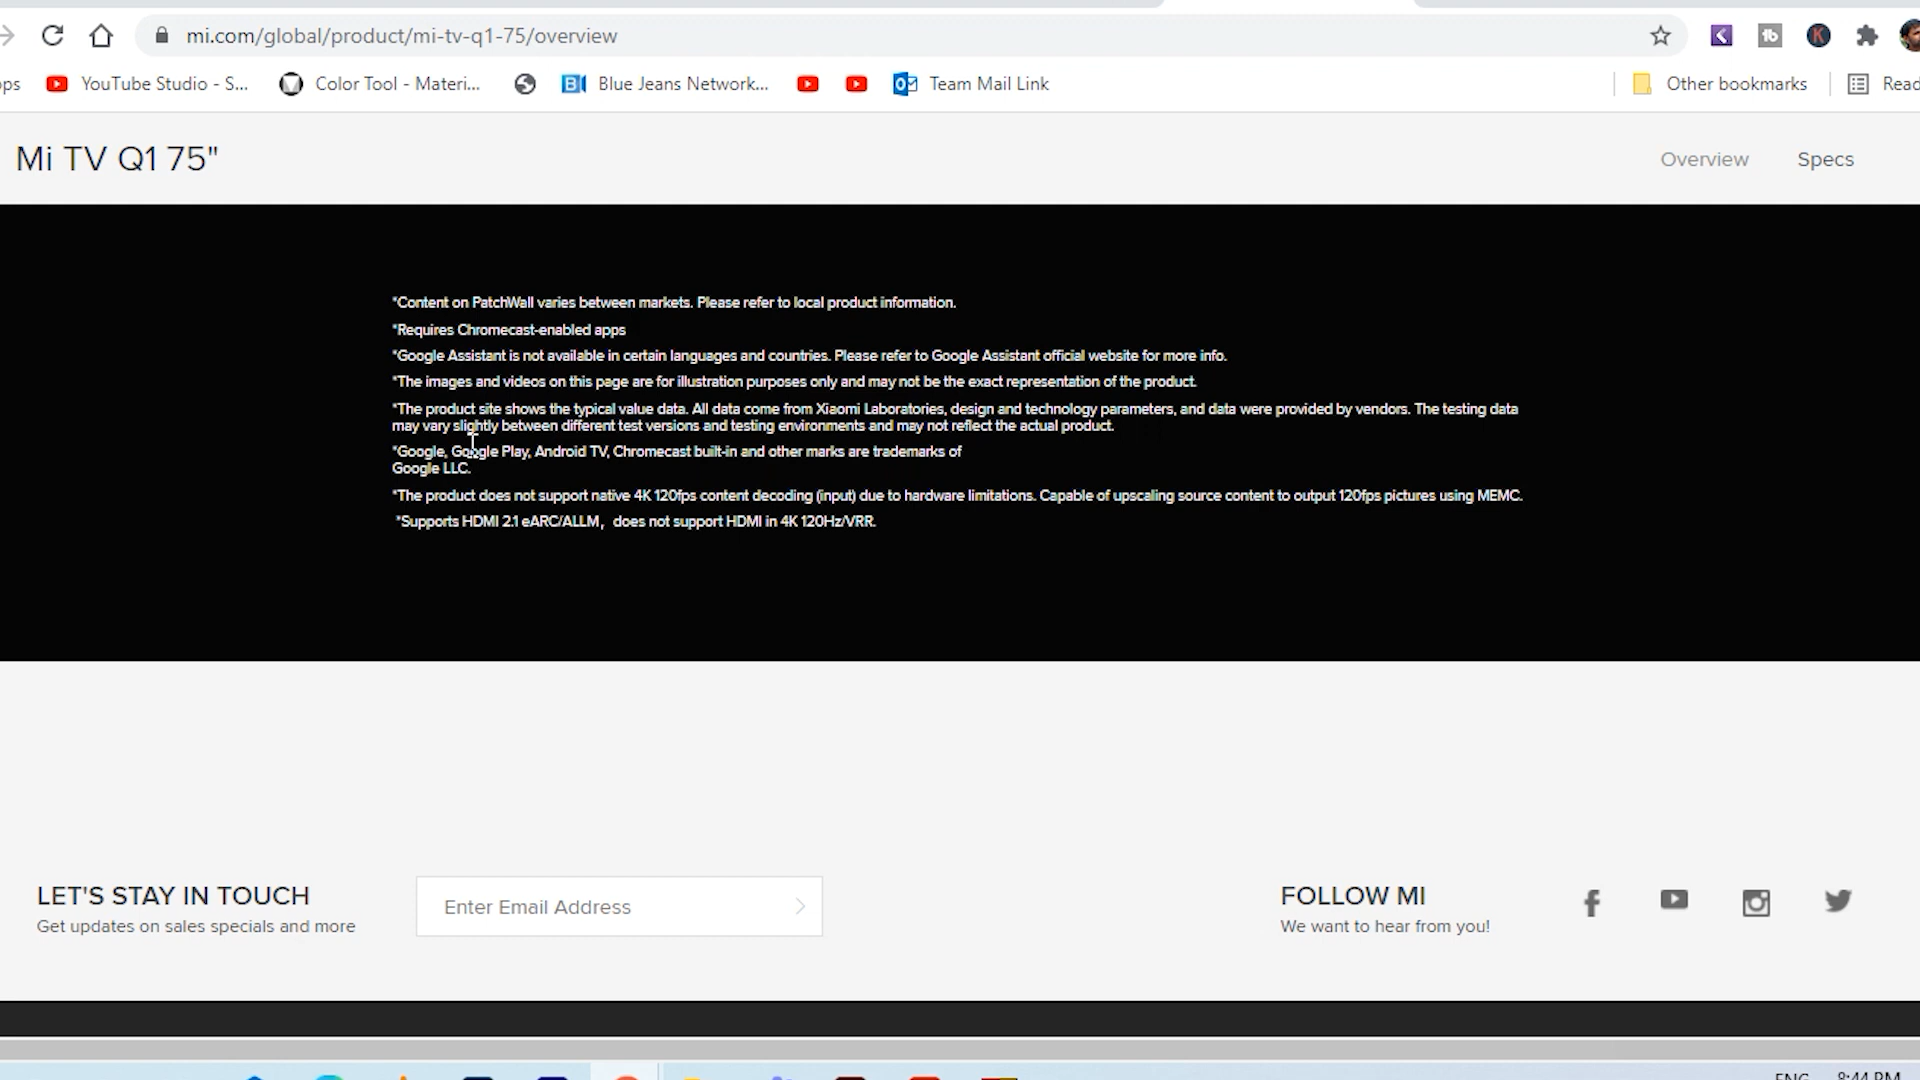 mi.com/global/product/mi-tv-q1-75/overview
YouTube Studio - S... Color Tool - Materi... Blue Jeans Network... Team Mail Link Other bookmarks
Mi TV Q1 75" Overview Specs
*Content on PatchWall varies between markets. Please refer to local product information.
*Requires Chromecast-enabled apps
*Google Assistant is not available in certain languages and countries. Please refer to Google Assistant official website for more info.
*The images and videos on this page are for illustration purposes only and may not be the exact representation of the product.
*The product site shows the typical value data. All data come from Xiaomi Laboratories, design and technology parameters, and data were provided by vendors. The testing data
may vary slightly between different test versions and testing environments and may not reflect the actual product.
*Google, Google Play, Android TV, Chromecast built-in and other marks are trademarks of
Google LLC.
*The product does not support native 4K 120fps content decoding (input) due to hardware limitations. Capable of upscaling source content to output 120fps pictures using MEMC.
*Supports HDMI 2.1 eARC/ALLM，does not support HDMI in 4K 120Hz/VRR.
LET'S STAY IN TOUCH
Get updates on sales specials and more
Enter Email Address
FOLLOW MI
We want to hear from you!
ENG 8:44 PM